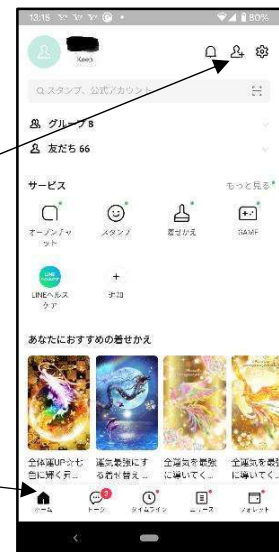 13:15 80%
Keep
スタンプ、公式アカウント
グループ 8
友だち 66
サービス もっと見る
オープンチャット スタンプ 着せかえ GAME
LINEヘルスケア 追加
あなたにおすすめの着せかえ
全体運UP☆七色に輝く昇… 運気最強にする着せ替え… 全運気を最強に導いてく… 全運気を最強に導いてく…
ホーム トーク タイムライン ニュース ウォレット